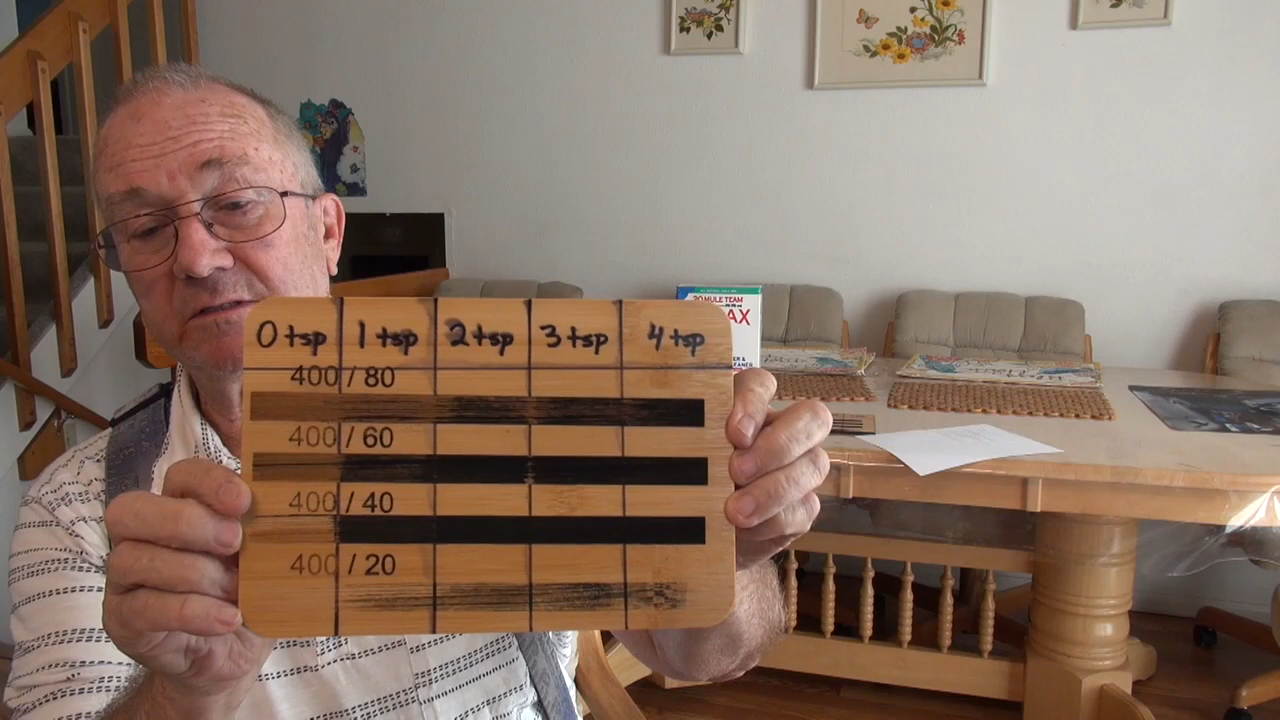 0 tsp 1 tsp 2 tsp 3 tsp 4 tsp
400 / 80
400 / 60
400 / 40
400 / 20
20 MULE TEAM
AX